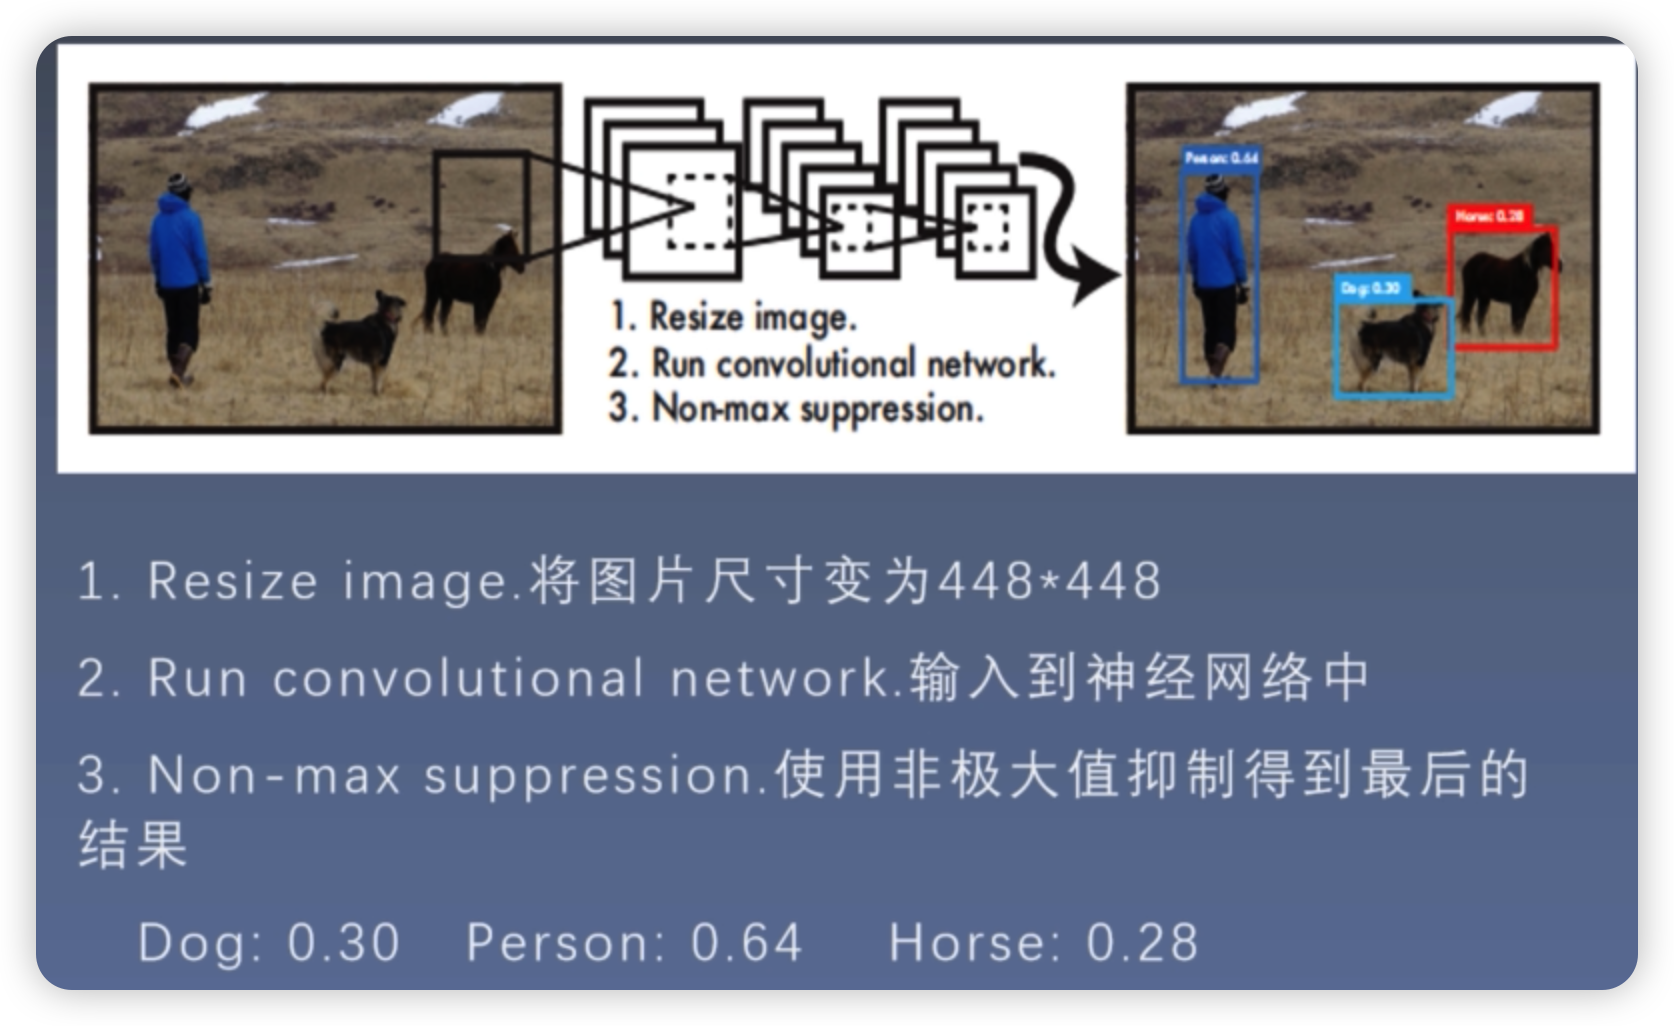 Person: 0.64
Horse: 0.28
Dog: 0.30
1. Resize image.
2. Run convolutional network.
3. Non-max suppression.
1. Resize image.将图片尺寸变为448*448
2. Run convolutional network.输入到神经网络中
3. Non-max suppression.使用非极大值抑制得到最后的
结果
Dog: 0.30 Person: 0.64 Horse: 0.28